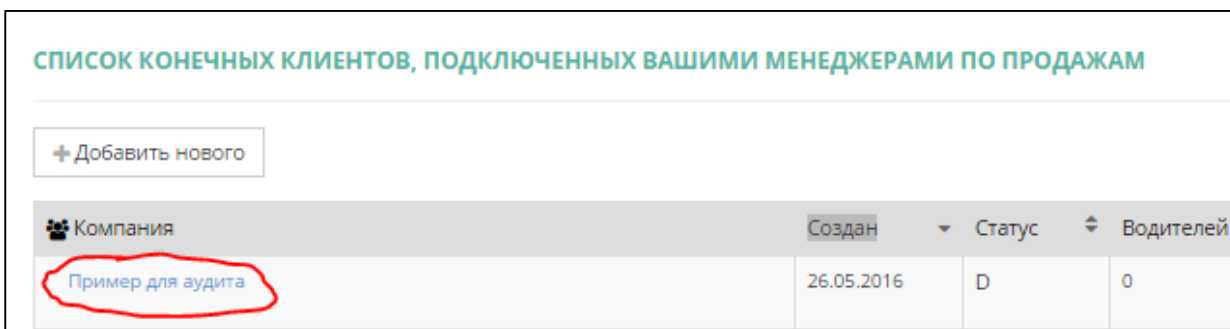 СПИСОК КОНЕЧНЫХ КЛИЕНТОВ, ПОДКЛЮЧЕННЫХ ВАШИМИ МЕНЕДЖЕРАМИ ПО ПРОДАЖАМ
+ Добавить нового
Компания Создан Статус Водителей
Пример для аудита 26.05.2016 D 0